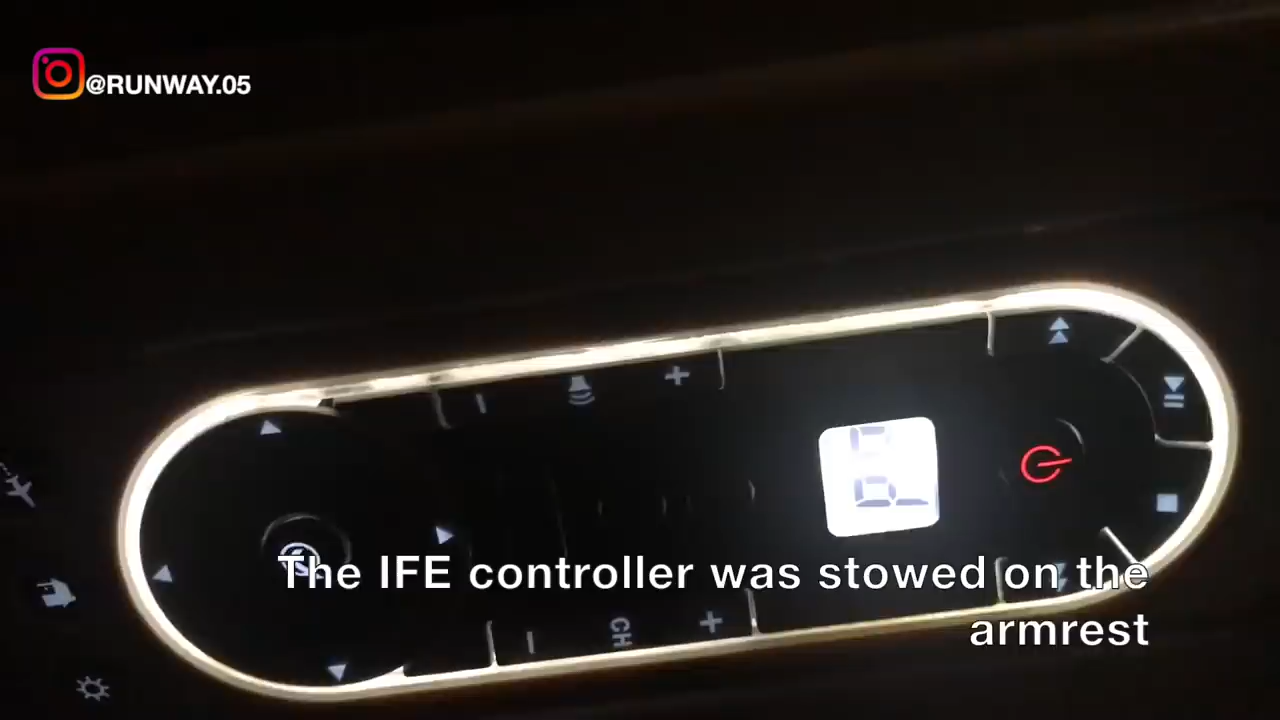 @RUNWAY.05
CH
The IFE controller was stowed on the
armrest